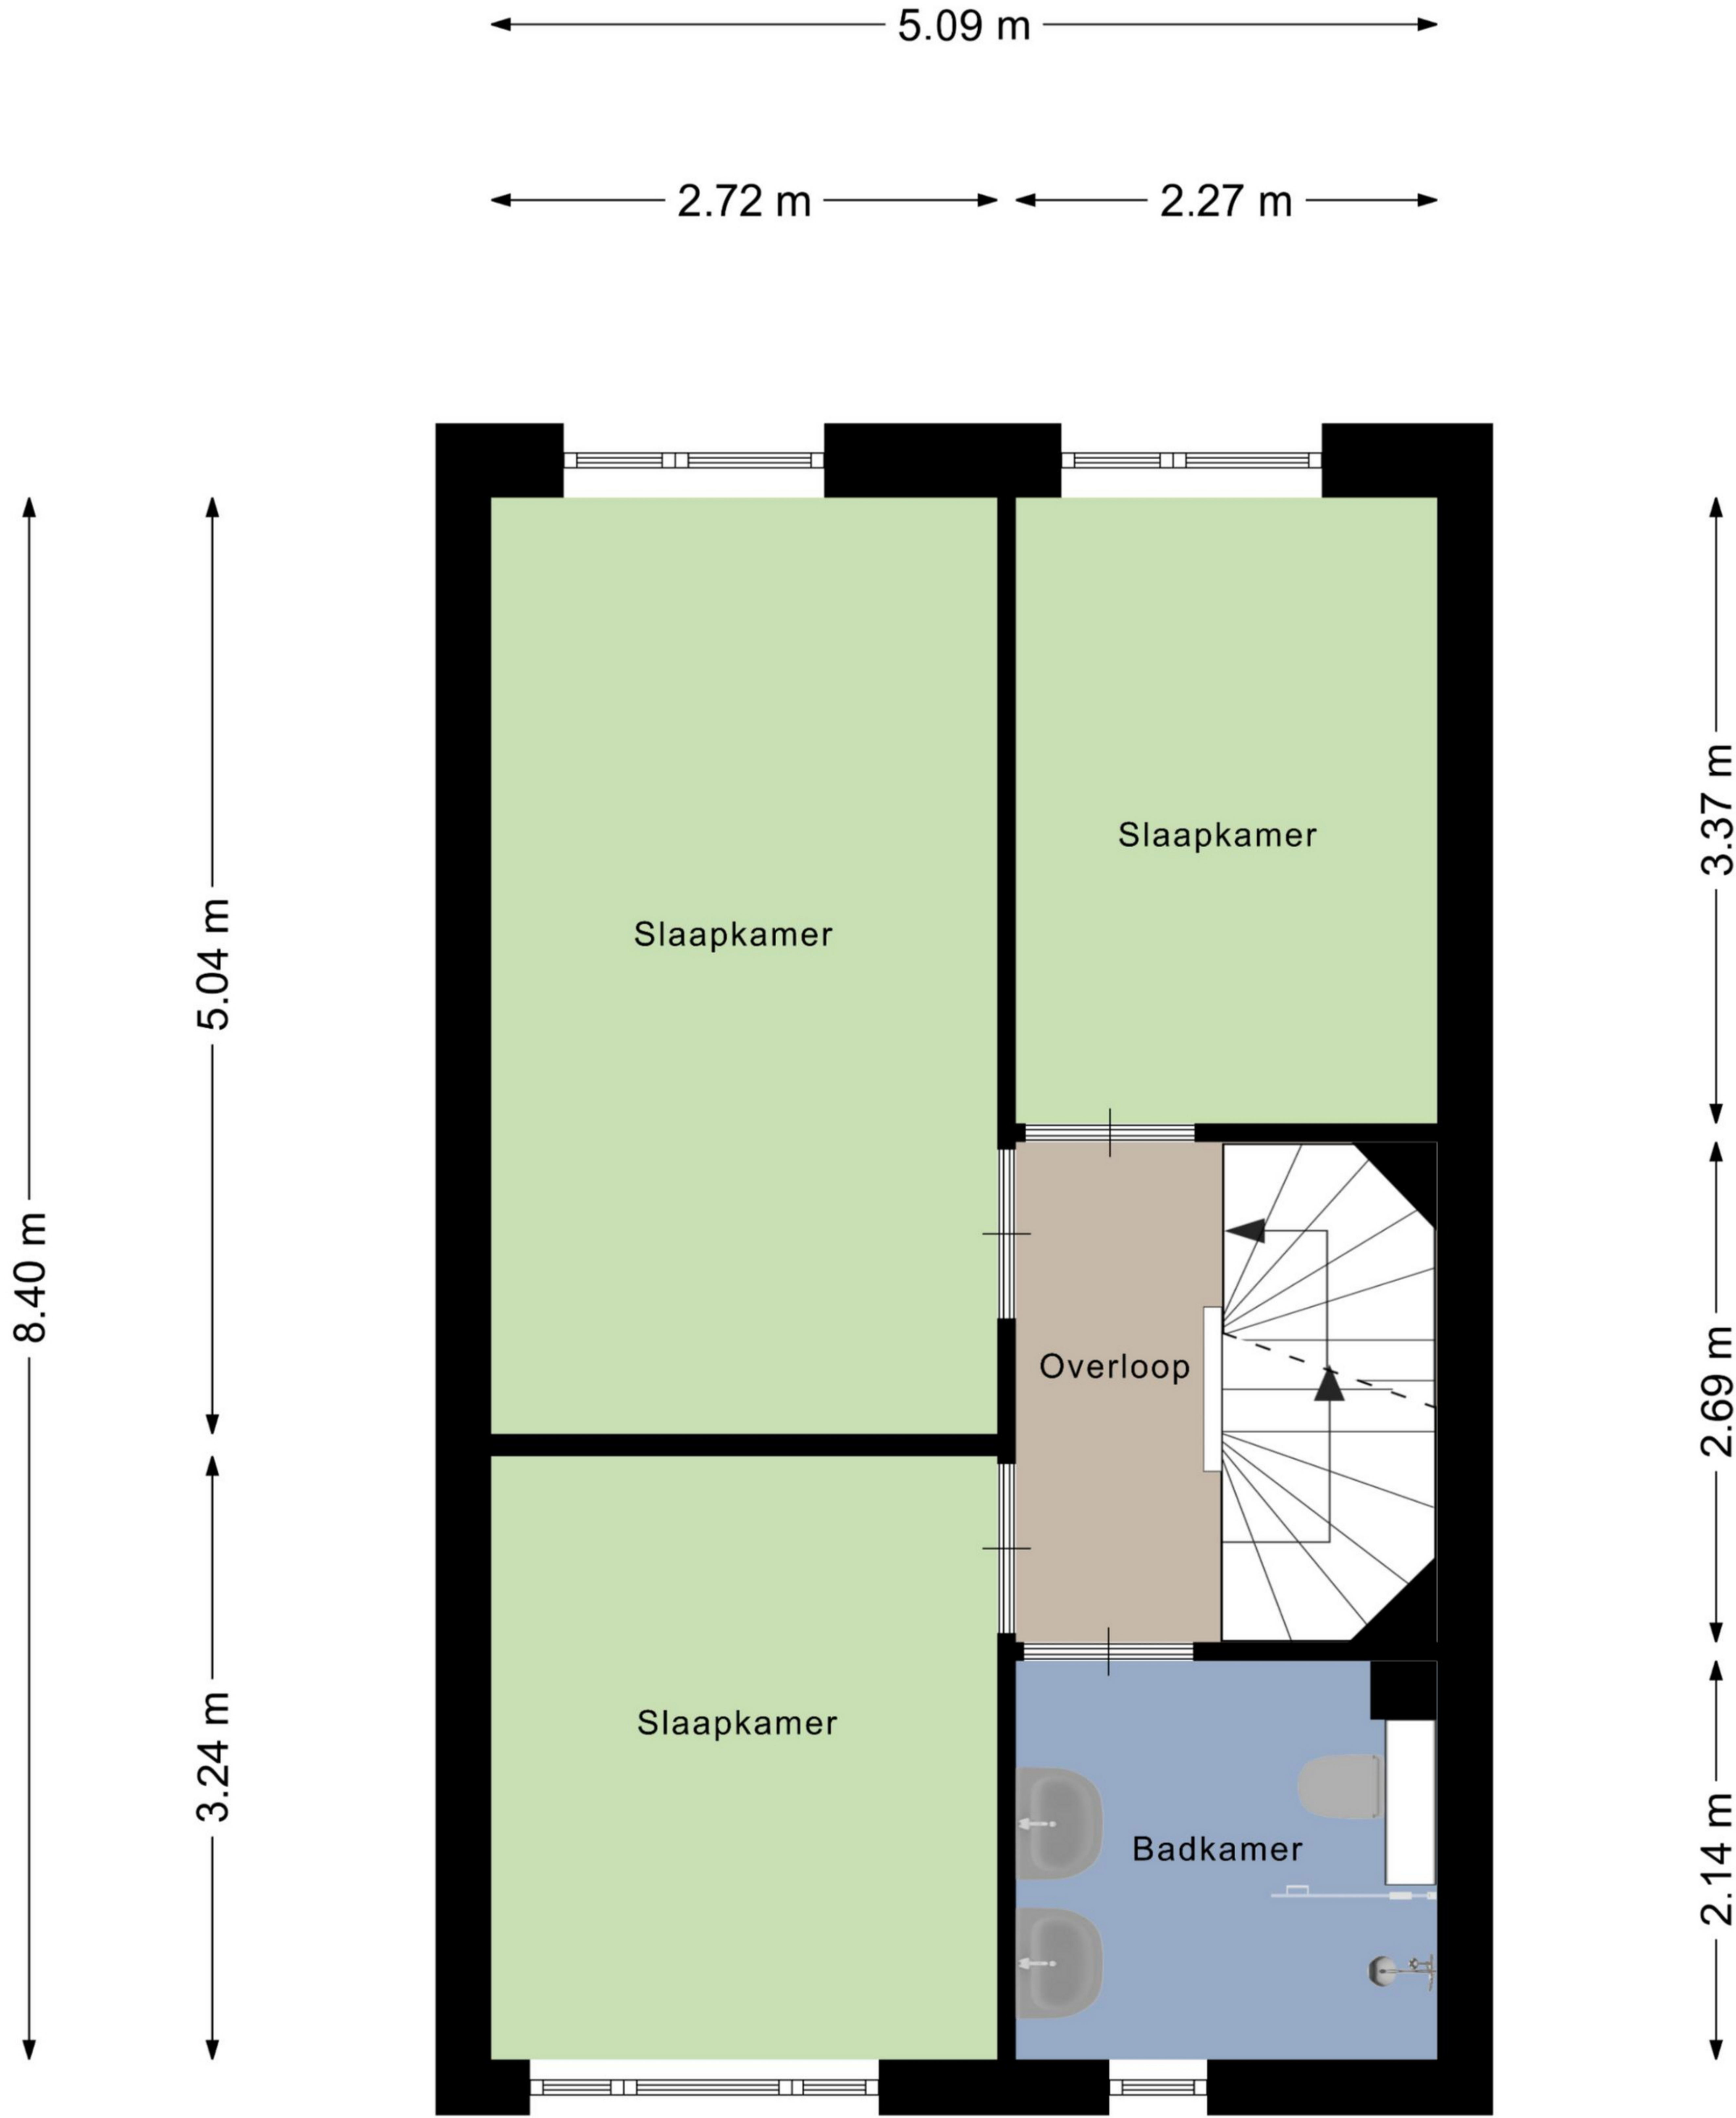 5.09 m
2.72 m
2.27 m
Slaapkamer
3.37 m
Slaapkamer
5.04 m
8.40 m
Overloop
2.69 m
Slaapkamer
3.24 m
Badkamer
2.14 m